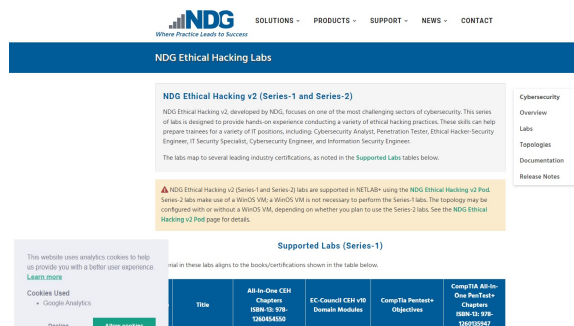 NDG
Where Practice Leads to Success
SOLUTIONS
PRODUCTS
SUPPORT
NEWS
CONTACT
NDG Ethical Hacking Labs
NDG Ethical Hacking v2 (Series-1 and Series-2)
NDG Ethical Hacking v2, developed by NDG, focuses on one of the most challenging sectors of cybersecurity. This series
of labs is designed to provide hands-on experience conducting a variety of ethical hacking practices. These skills can help
prepare trainees for a variety of IT positions, including: Cybersecurity Analyst, Penetration Tester, Ethical Hacker-Security
Engineer, IT Security Specialist, Cybersecurity Engineer, and Information Security Engineer.
The labs map to several leading industry certifications, as noted in the Supported Labs tables below.
Cybersecurity
Overview
Labs
Topologies
Documentation
Release Notes
NDG Ethical Hacking v2 (Series-1 and Series-2) labs are supported in NETLAB+ using the NDG Ethical Hacking v2 Pod.
Series-2 labs make use of a WinOS VM; a WinOS VM is not necessary to perform the Series-1 labs. The topology may be
configured with or without a WinOS VM, depending on whether you plan to use the Series-2 labs. See the NDG Ethical
Hacking v2 Pod page for details.
Supported Labs (Series-1)
rial in these labs aligns to the books/certifications shown in the table below.
Title
All-In-One CEH
Chapters
ISBN-13: 978-
1260454550
EC-Council CEH v10
Domain Modules
CompTIA Pentest+
Objectives
CompTIA All-In-
One PenTest+
Chapters
ISBN-13: 978-
1260135947
This website uses analytics cookies to help
us provide you with a better user experience.
Learn more
Cookies Used
Google Analytics
Decline
Allow cookies